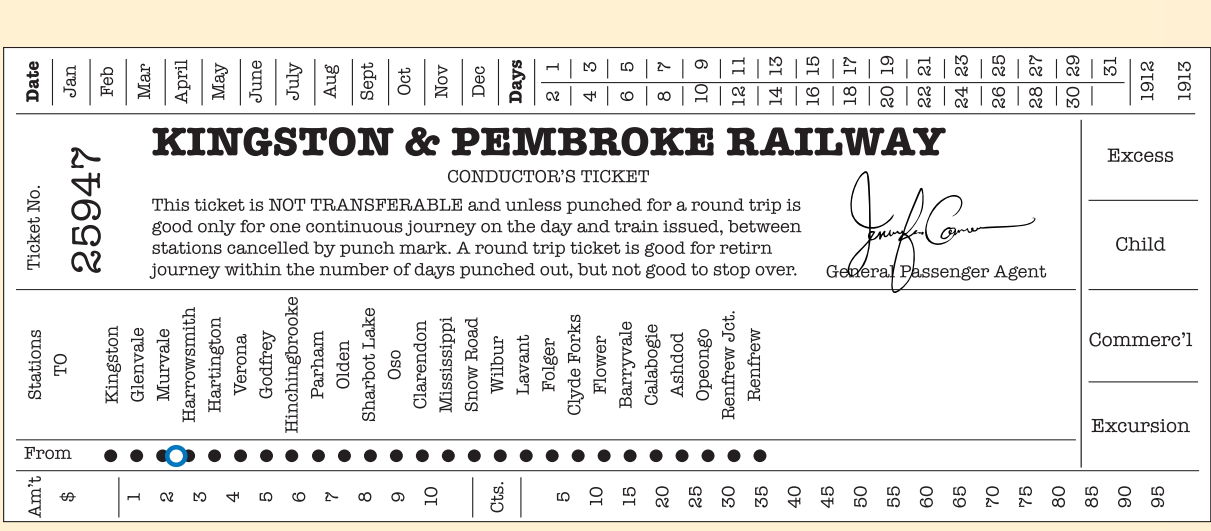 Date Jan Feb Mar April May June July Aug Sept Oct Nov Dec Days 1 3 5 7 9 11 13 15 17 19 21 23 25 27 29 31 1912 1913
2 4 6 8 10 12 14 16 18 20 22 24 26 28 30
Ticket No. 25947
KINGSTON & PEMBROKE RAILWAY
CONDUCTOR'S TICKET
This ticket is NOT TRANSFERABLE and unless punched for a round trip is
good only for one continuous journey on the day and train issued, between
stations cancelled by punch mark. A round trip ticket is good for retirn
journey within the number of days punched out, but not good to stop over.
General Passenger Agent
Excess
Child
Commerc'l
Excursion
Stations
TO
Kingston
Glenvale
Murvale
Harrowsmith
Hartington
Verona
Godfrey
Hinchingbrooke
Parham
Olden
Sharbot Lake
Oso
Clarendon
Mississippi
Snow Road
Wilbur
Lavant
Folger
Clyde Forks
Flower
Barryvale
Calabogie
Ashdod
Opeongo
Renfrew Jct.
Renfrew
From
Am't $ 1 2 3 4 5 6 7 8 9 10 Cts. 5 10 15 20 25 30 35 40 45 50 55 60 65 70 75 80 85 90 95